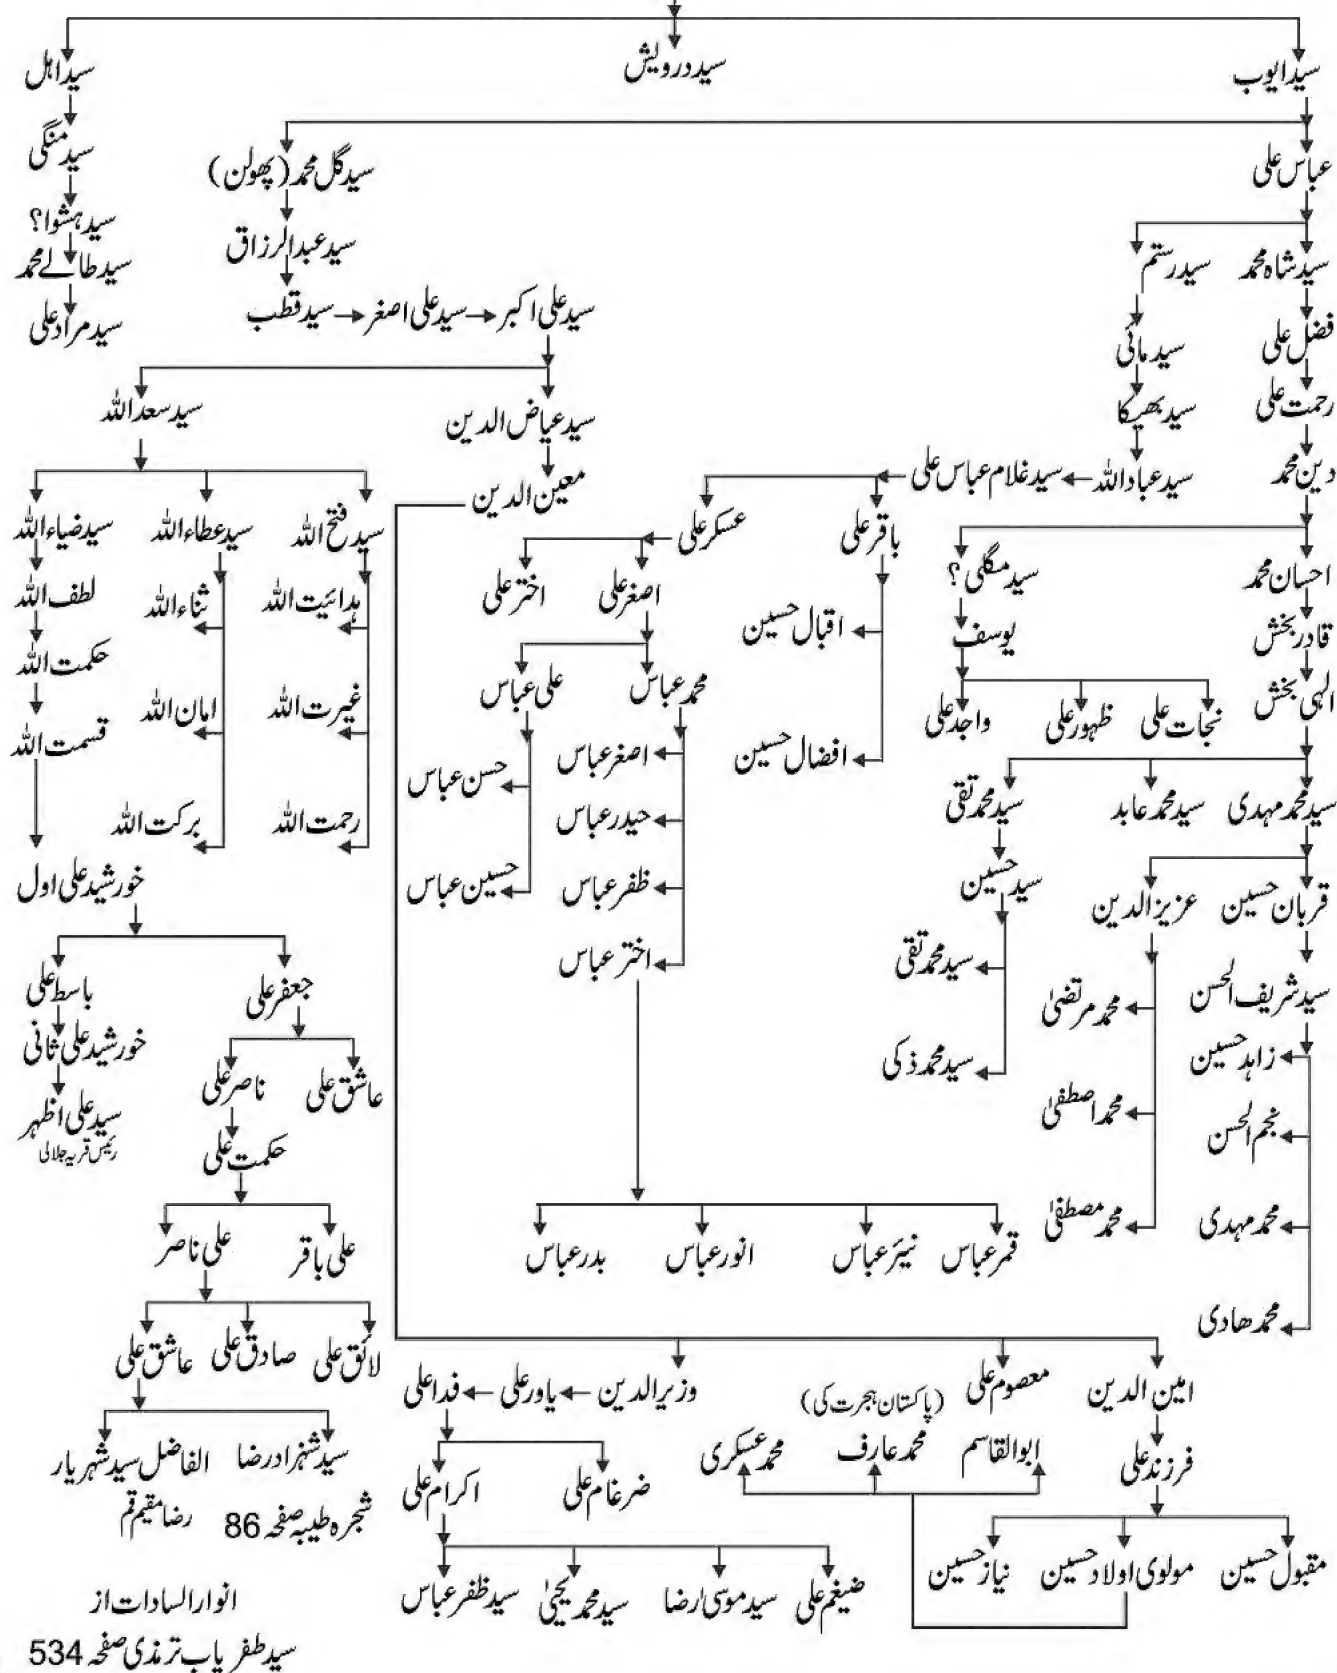 سید ایوب
سید درویش
سید اہل
عباس علی
سید گل محمد (پھولن)
سید منگی
سید عبدالرزاق
سید ہشوا؟
سید شاہ محمد
سید رستم
سید طالے محمد
سید علی اکبر
سید علی اصغر
سید قطب
سید مراد علی
فضل علی
سید مائی
رحمت علی
سید بھیکا
سید عیاض الدین
سید سعد اللہ
دین محمد
سید عباد اللہ
سید غلام عباس علی
معین الدین
باقر علی
عسکر علی
سید فتح اللہ
سید عطاء اللہ
سید ضیاء اللہ
احسان محمد
سید منگلی؟
اصغر علی
اختر علی
ہدائیت اللہ
ثناء اللہ
لطف اللہ
قادر بخش
یوسف
اقبال حسین
حکمت اللہ
الہی بخش
نجات علی
ظہور علی
واجد علی
محمد عباس
علی عباس
غیرت اللہ
امان اللہ
قسمت اللہ
افضال حسین
اصغر عباس
حسن عباس
سید محمد مہدی
سید محمد عابد
سید محمد تقی
حیدر عباس
رحمت اللہ
برکت اللہ
سید حسین
ظفر عباس
حسین عباس
خورشید علی اول
قربان حسین
عزیز الدین
سید محمد تقی
اختر عباس
جعفر علی
باسط علی
سید شریف الحسن
محمد مرتضیٰ
زاہد حسین
سید محمد ذکی
خورشید علی ثانی
عاشق علی
ناصر علی
سید علی اظہر
رئیس قریہ جلالی
محمد اصطفیٰ
نجم الحسن
حکمت علی
محمد مہدی
محمد مصطفیٰ
قمر عباس
نیئر عباس
انور عباس
بدر عباس
علی باقر
علی ناصر
محمد ھادی
لائق علی
صادق علی
عاشق علی
امین الدین
معصوم علی
(پاکستان ہجرت کی)
وزیر الدین
یاور علی
فدا علی
فرزند علی
ابوالقاسم
محمد عارف
محمد عسکری
ضرغام علی
اکرام علی
سید شہزاد رضا
الفاضل سید شہریار
رضا مقیم قم
شجرہ طیبہ صفحہ 86
مقبول حسین
مولوی اولاد حسین
نیاز حسین
ضیغم علی
سید موسیٰ رضا
سید محمد یحییٰ
سید ظفر عباس
انوار السادات از
سید ظفر یاب ترمذی صفحہ 534